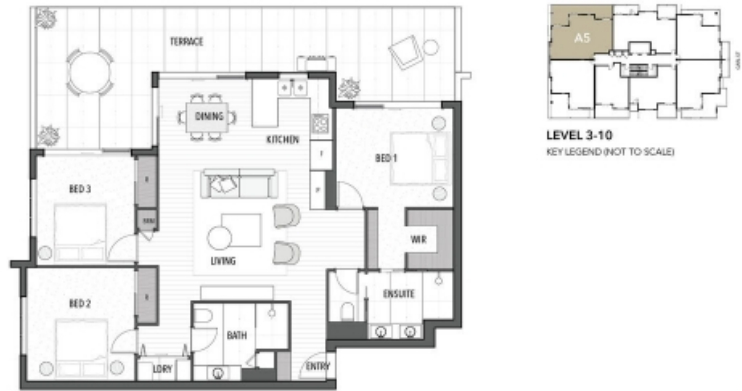 TERRACE
DINING
KITCHEN
BED 1
BED 3
WIR
LIVING
BED 2
ENSUITE
BATH
LDRY
ENTRY
A5
LEVEL 3-10
KEY LEGEND (NOT TO SCALE)